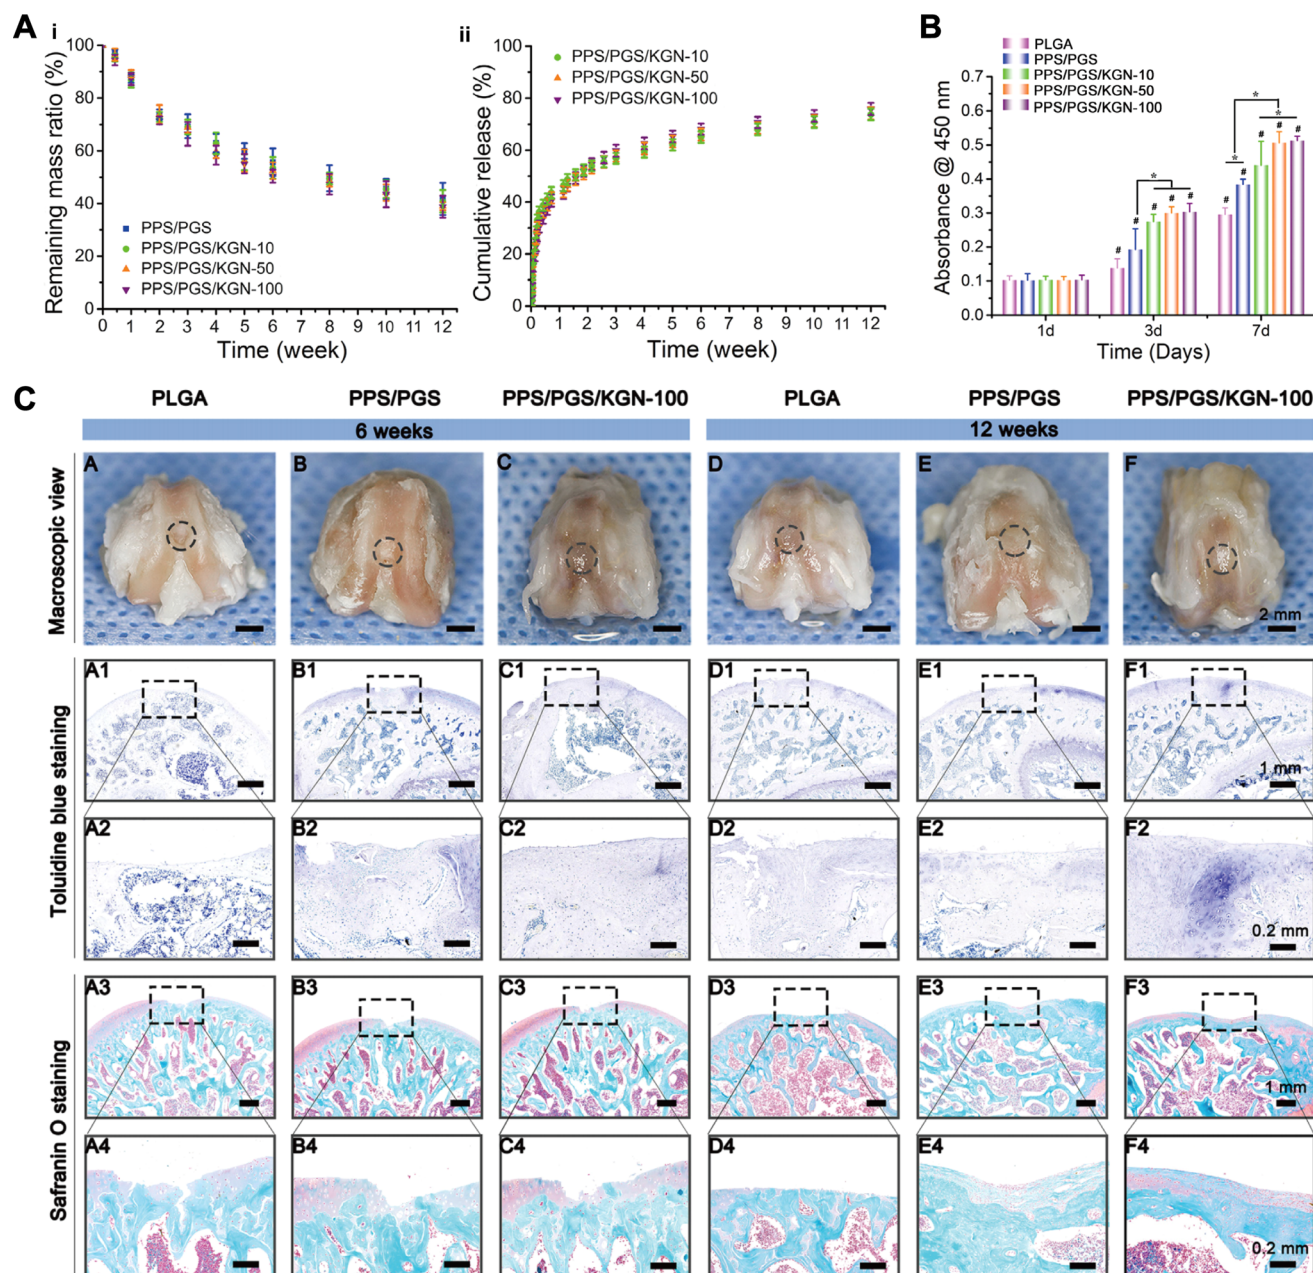 A
i
Remaining mass ratio (%)
100
80
60
40
20
0
PPS/PGS
PPS/PGS/KGN-10
PPS/PGS/KGN-50
PPS/PGS/KGN-100
0 1 2 3 4 5 6 7 8 9 10 11 12
Time (week)
ii
Cumulative release (%)
100
80
60
40
20
0
PPS/PGS/KGN-10
PPS/PGS/KGN-50
PPS/PGS/KGN-100
0 1 2 3 4 5 6 7 8 9 10 11 12
Time (week)
B
PLGA
PPS/PGS
PPS/PGS/KGN-10
PPS/PGS/KGN-50
PPS/PGS/KGN-100
Absorbance @ 450 nm
0.7
0.6
0.5
0.4
0.3
0.2
0.1
0.0
# # # # #
*
# # # # #
* * *
1d 3d 7d
Time (Days)
C
PLGA PPS/PGS PPS/PGS/KGN-100 PLGA PPS/PGS PPS/PGS/KGN-100
6 weeks 12 weeks
Macroscopic view
A B C D E F
2 mm
Toluidine blue staining
A1 B1 C1 D1 E1 F1
1 mm
A2 B2 C2 D2 E2 F2
0.2 mm
Safranin O staining
A3 B3 C3 D3 E3 F3
1 mm
A4 B4 C4 D4 E4 F4
0.2 mm